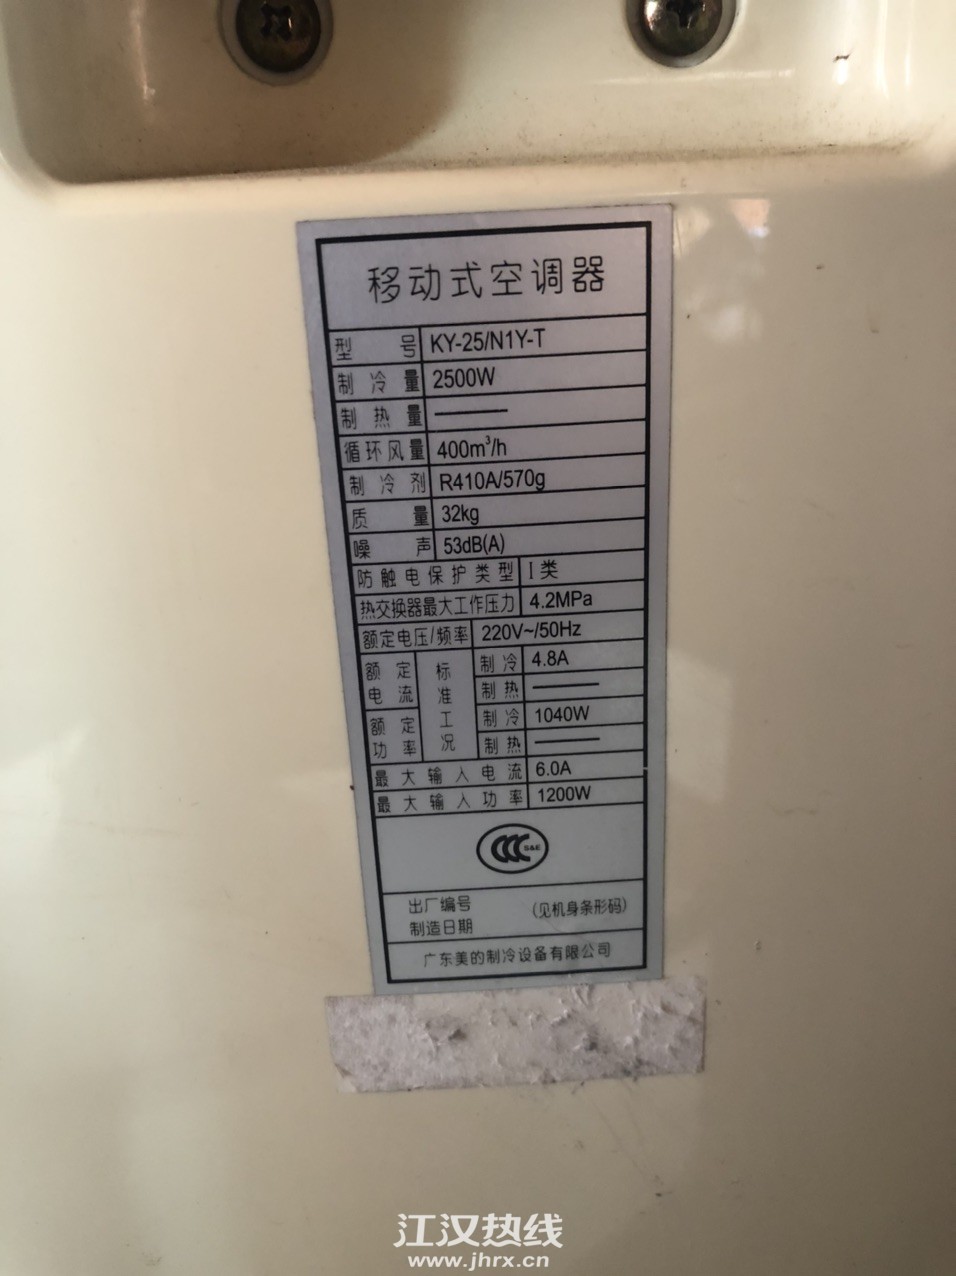 移动式空调器
型号 KY-25/N1Y-T
制冷量 2500W
制热量 ———
循环风量 400m³/h
制冷剂 R410A/570g
质量 32kg
噪声 53dB(A)
防触电保护类型 I类
热交换器最大工作压力 4.2MPa
额定电压/频率 220V~/50Hz
额定电流 标准工况 制冷 4.8A
制热 ———
额定功率 制冷 1040W
制热 ———
最大输入电流 6.0A
最大输入功率 1200W
CCC S&E
出厂编号 (见机身条形码)
制造日期
广东美的制冷设备有限公司
江汉热线
www.jhrx.cn